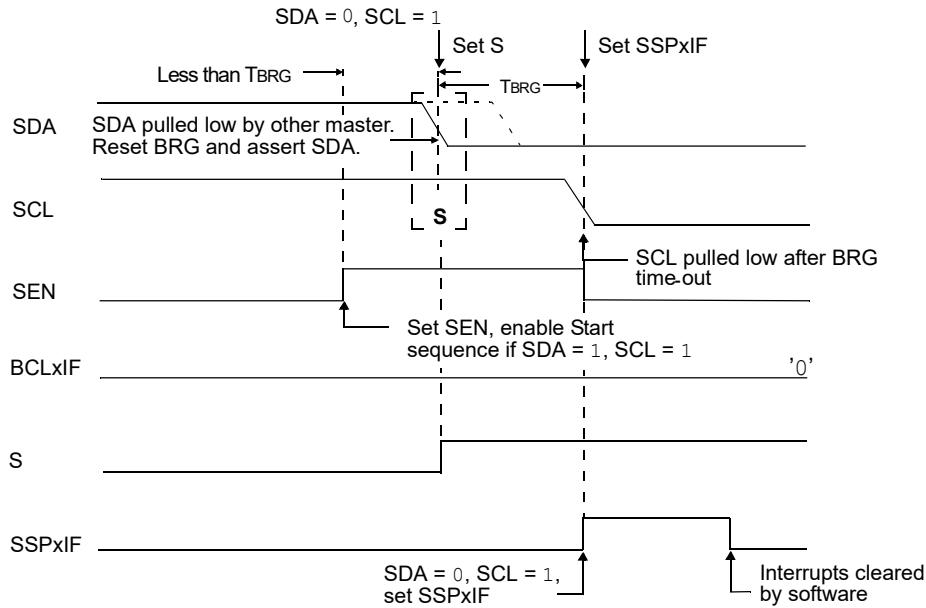 SDA = 0, SCL = 1
Set S
Set SSPxIF
Less than TBRG
TBRG
SDA
SDA pulled low by other master.
Reset BRG and assert SDA.
SCL
S
SCL pulled low after BRG
time-out
SEN
Set SEN, enable Start
sequence if SDA = 1, SCL = 1
BCLxIF
'0'
S
SSPxIF
SDA = 0, SCL = 1,
set SSPxIF
Interrupts cleared
by software